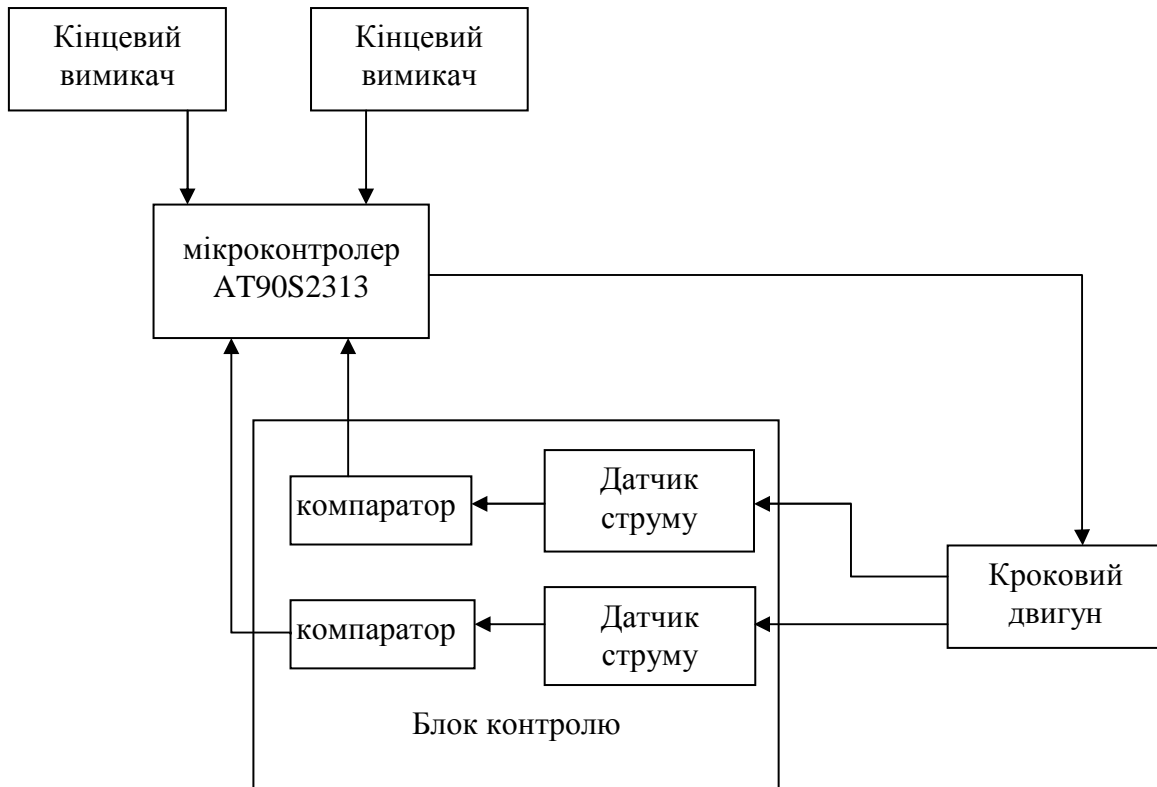 Кінцевий
вимикач
Кінцевий
вимикач
мікроконтролер
AT90S2313
компаратор
Датчик
струму
компаратор
Датчик
струму
Кроковий
двигун
Блок контролю